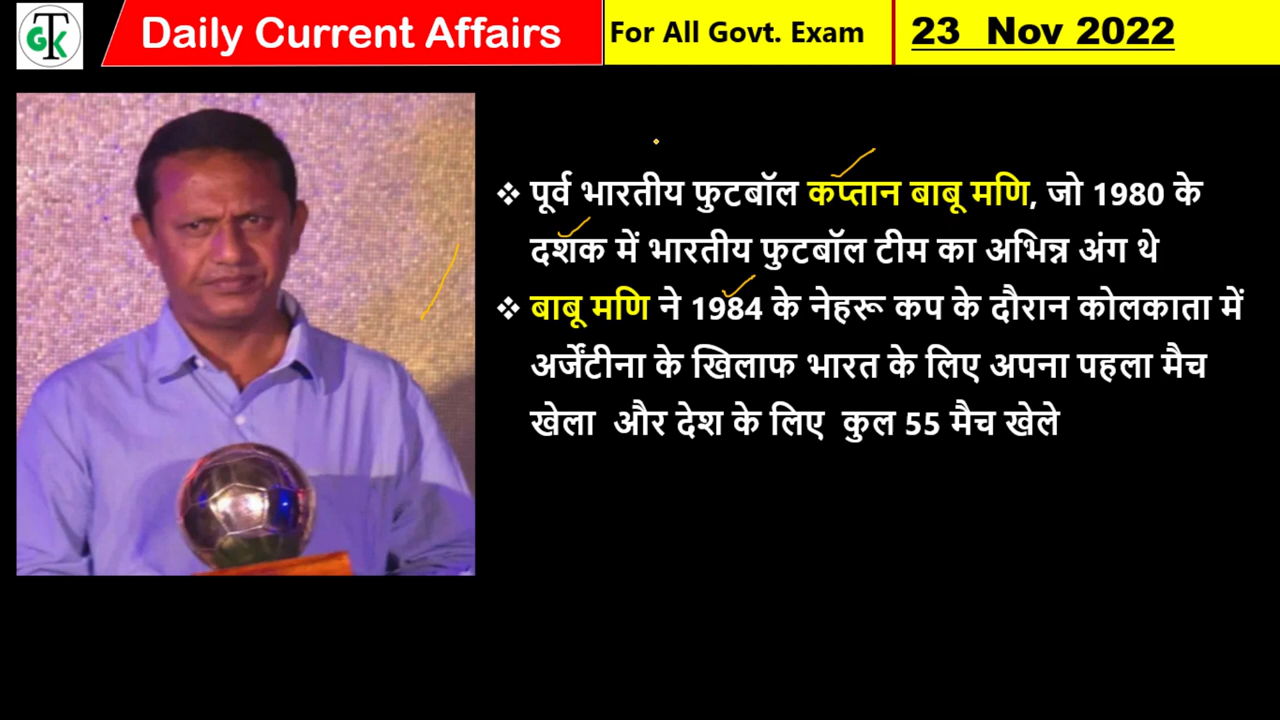 TGK
Daily Current Affairs
For All Govt. Exam
23 Nov 2022
❖ पूर्व भारतीय फुटबॉल कप्तान बाबू मणि, जो 1980 के
दशक में भारतीय फुटबॉल टीम का अभिन्न अंग थे
❖ बाबू मणि ने 1984 के नेहरू कप के दौरान कोलकाता में
अर्जेंटीना के खिलाफ भारत के लिए अपना पहला मैच
खेला और देश के लिए कुल 55 मैच खेले